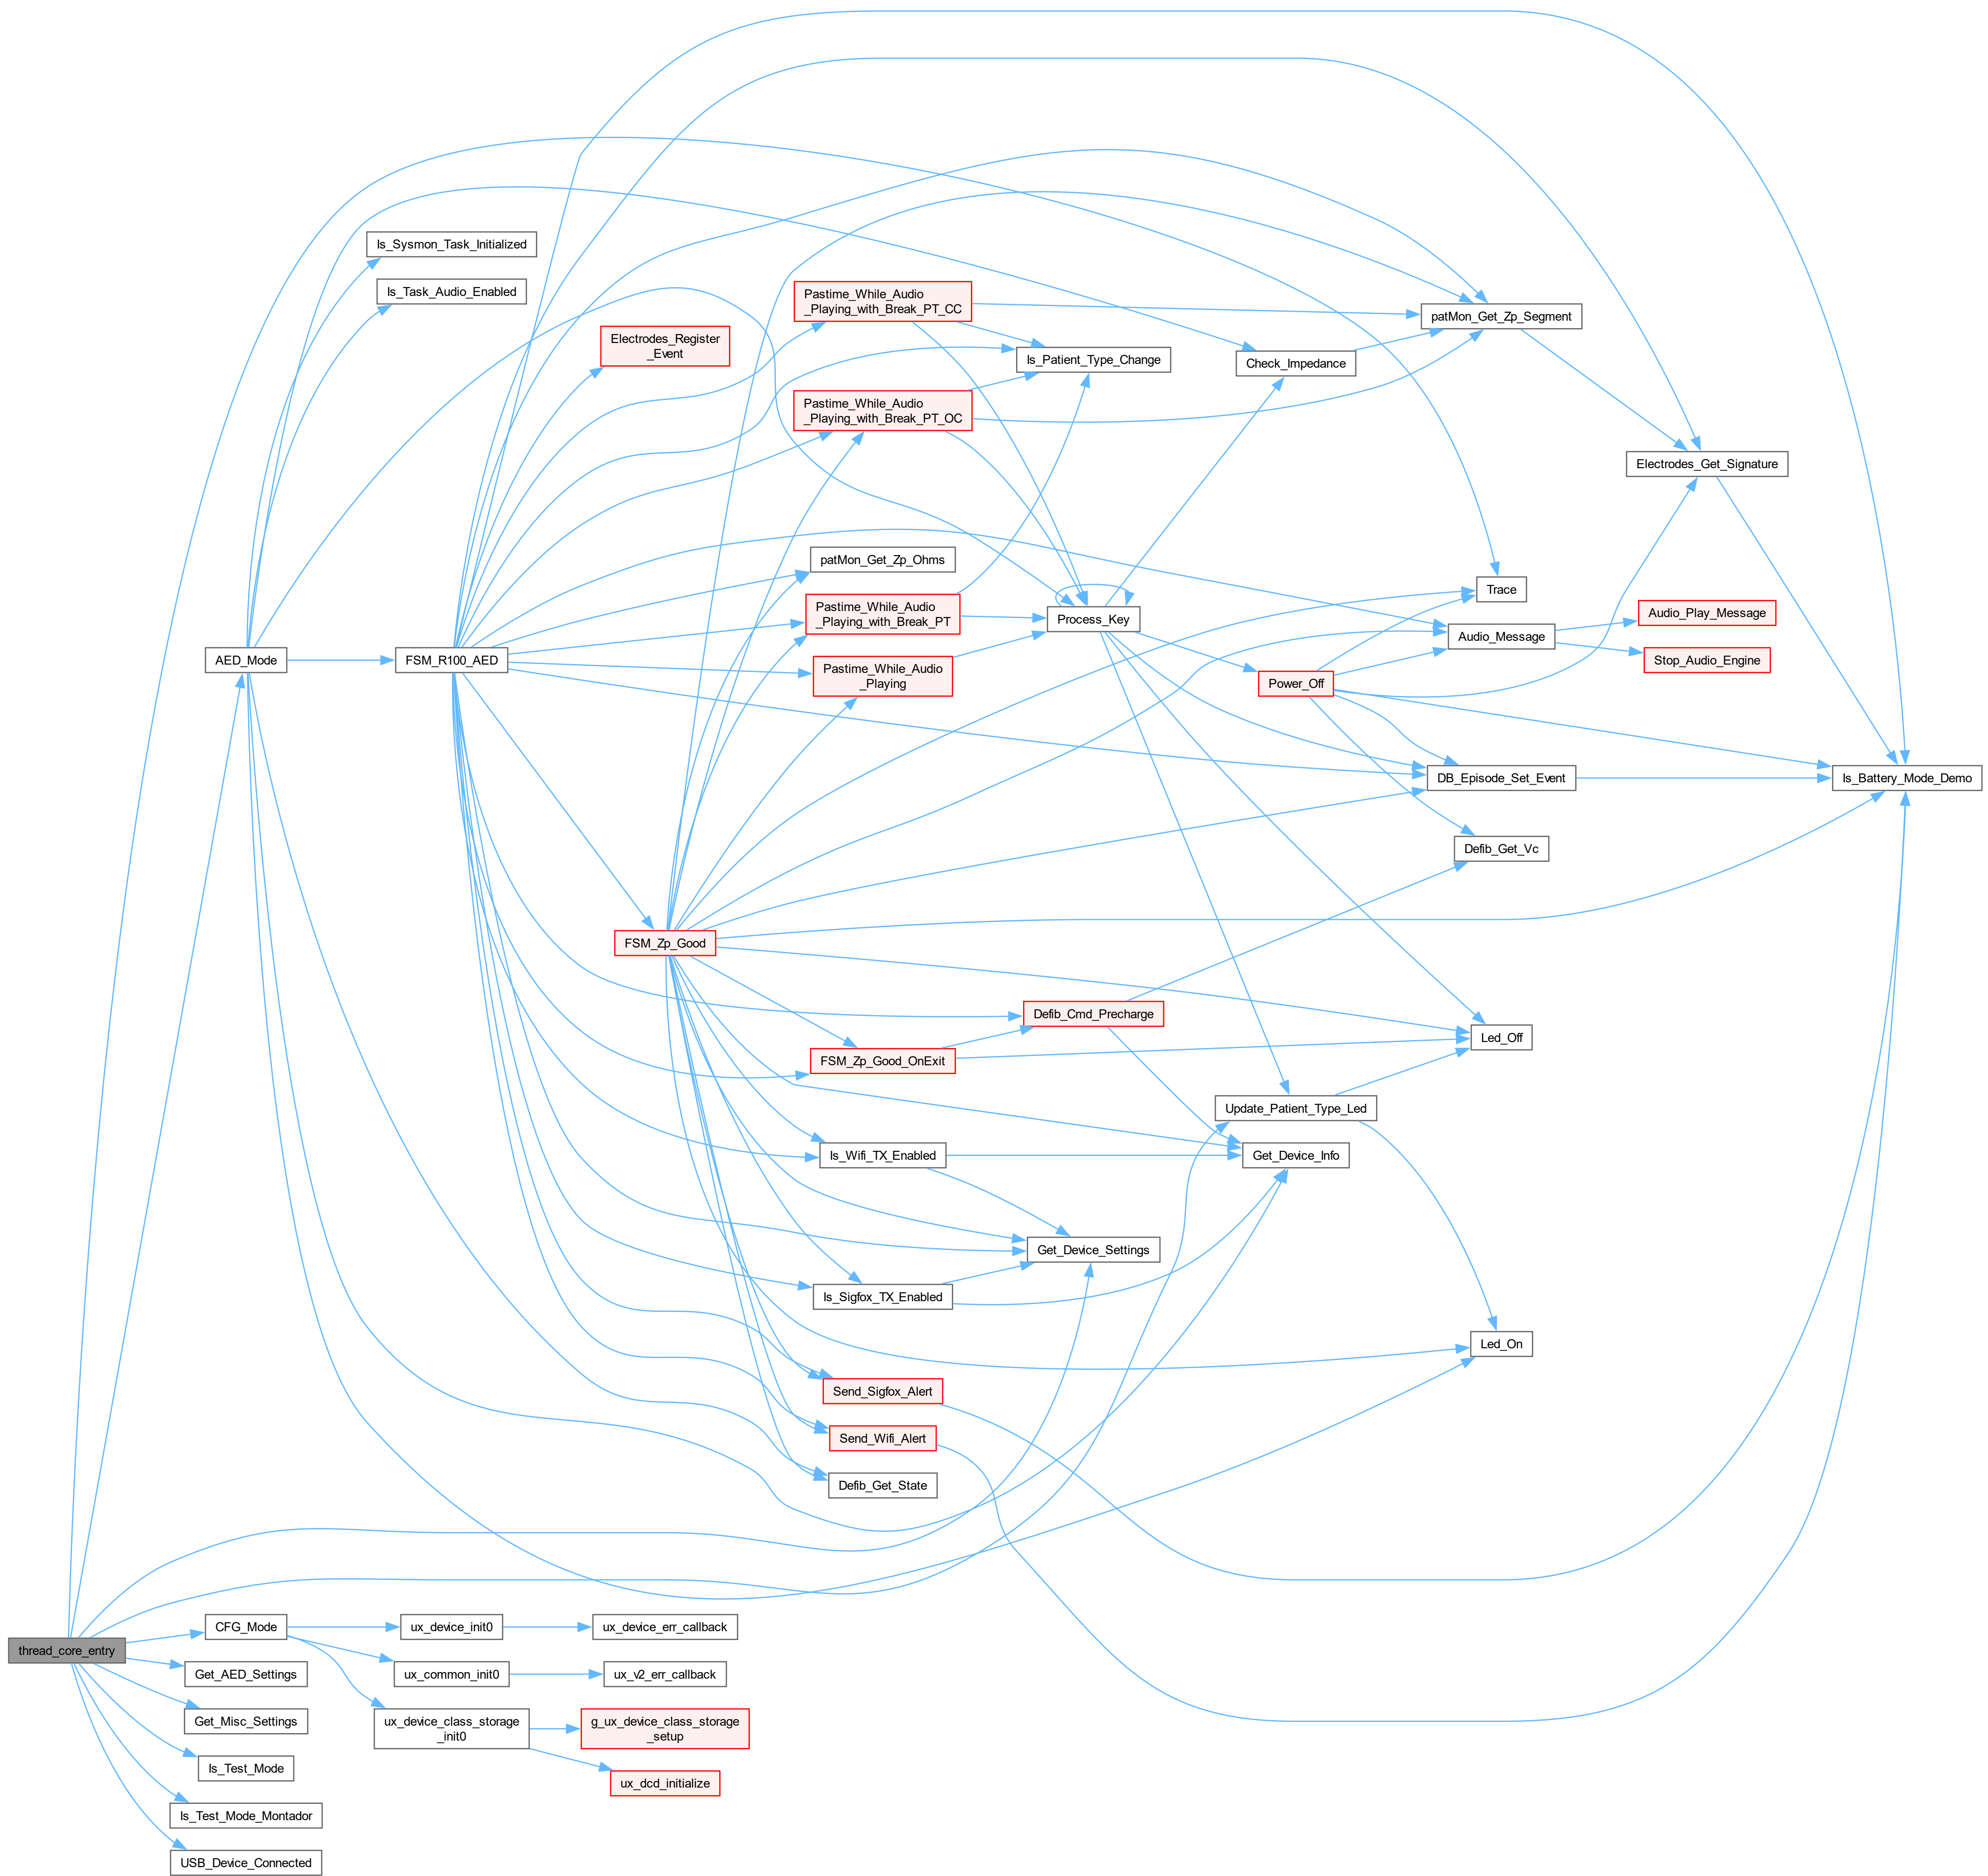 Is_Sysmon_Task_Initialized
Is_Task_Audio_Enabled
Pastime_While_Audio
_Playing_with_Break_PT_CC
patMon_Get_Zp_Segment
Electrodes_Register
_Event
Is_Patient_Type_Change
Check_Impedance
Pastime_While_Audio
_Playing_with_Break_PT_OC
Electrodes_Get_Signature
patMon_Get_Zp_Ohms
Trace
Pastime_While_Audio
_Playing_with_Break_PT
Process_Key
Audio_Play_Message
Audio_Message
AED_Mode
FSM_R100_AED
Stop_Audio_Engine
Pastime_While_Audio
_Playing
Power_Off
DB_Episode_Set_Event
Is_Battery_Mode_Demo
Defib_Get_Vc
FSM_Zp_Good
Defib_Cmd_Precharge
Led_Off
FSM_Zp_Good_OnExit
Update_Patient_Type_Led
Is_Wifi_TX_Enabled
Get_Device_Info
Get_Device_Settings
Is_Sigfox_TX_Enabled
Led_On
Send_Sigfox_Alert
Send_Wifi_Alert
Defib_Get_State
CFG_Mode
ux_device_init0
ux_device_err_callback
thread_core_entry
Get_AED_Settings
ux_common_init0
ux_v2_err_callback
Get_Misc_Settings
ux_device_class_storage
_init0
g_ux_device_class_storage
_setup
Is_Test_Mode
ux_dcd_initialize
Is_Test_Mode_Montador
USB_Device_Connected